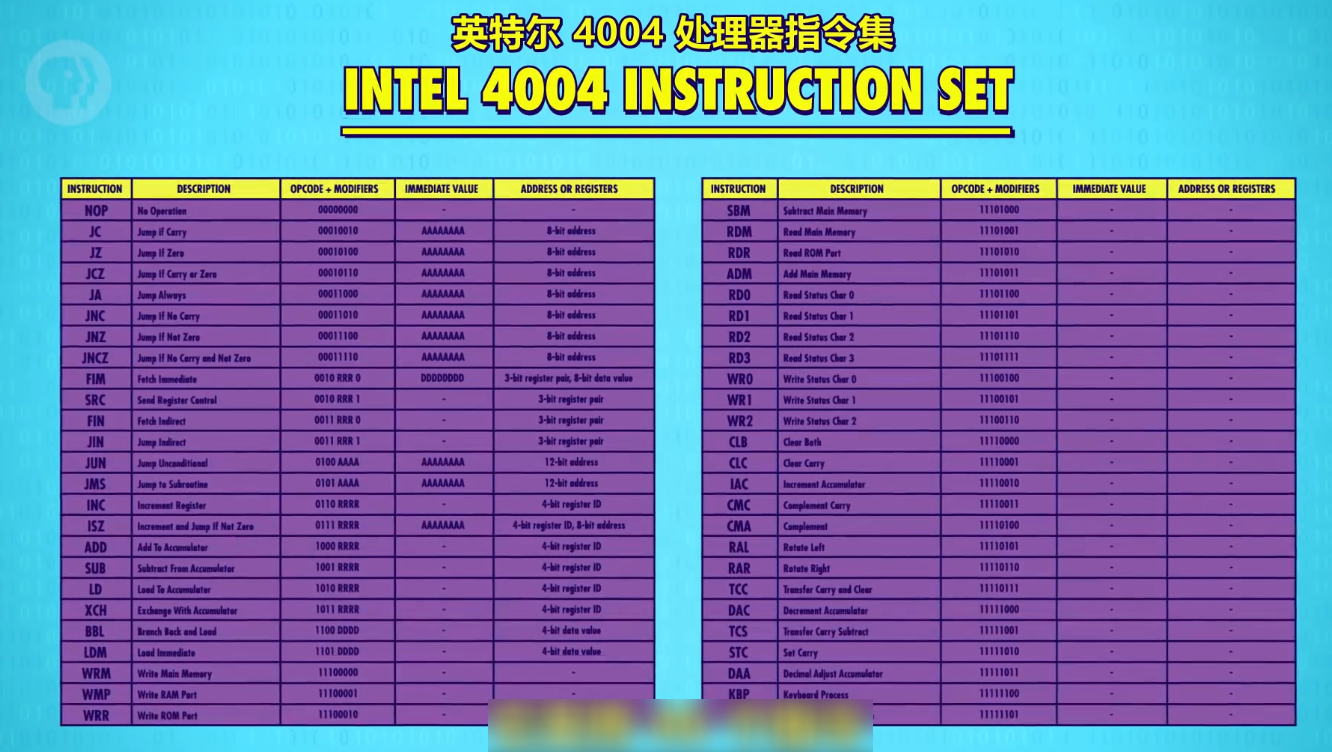 英特尔 4004 处理器指令集
INTEL 4004 INSTRUCTION SET
INSTRUCTION DESCRIPTION OPCODE + MODIFIERS IMMEDIATE VALUE ADDRESS OR REGISTERS
NOP No Operation 00000000 - -
JC Jump if Carry 00010010 AAAAAAAA 8-bit address
JZ Jump If Zero 00010100 AAAAAAAA 8-bit address
JCZ Jump if Carry or Zero 00010110 AAAAAAAA 8-bit address
JA Jump Always 00011000 AAAAAAAA 8-bit address
JNC Jump If No Carry 00011010 AAAAAAAA 8-bit address
JNZ Jump If Not Zero 00011100 AAAAAAAA 8-bit address
JNCZ Jump If No Carry and Not Zero 00011110 AAAAAAAA 8-bit address
FIM Fetch Immediate 0010 RRR 0 DDDDDDDD 3-bit register pair, 8-bit data value
SRC Send Register Control 0010 RRR 1 - 3-bit register pair
FIN Fetch Indirect 0011 RRR 0 - 3-bit register pair
JIN Jump Indirect 0011 RRR 1 - 3-bit register pair
JUN Jump Unconditional 0100 AAAA AAAAAAAA 12-bit address
JMS Jump to Subroutine 0101 AAAA AAAAAAAA 12-bit address
INC Increment Register 0110 RRRR - 4-bit register ID
ISZ Increment and Jump If Not Zero 0111 RRRR AAAAAAAA 4-bit register ID, 8-bit address
ADD Add To Accumulator 1000 RRRR - 4-bit register ID
SUB Subtract From Accumulator 1001 RRRR - 4-bit register ID
LD Load To Accumulator 1010 RRRR - 4-bit register ID
XCH Exchange With Accumulator 1011 RRRR - 4-bit register ID
BBL Branch Back and Load 1100 DDDD - 4-bit data value
LDM Load Immediate 1101 DDDD - 4-bit data value
WRM Write Main Memory 11100000 - -
WMP Write RAM Port 11100001 - -
WRR Write ROM Port 11100010 -
INSTRUCTION DESCRIPTION OPCODE + MODIFIERS IMMEDIATE VALUE ADDRESS OR REGISTERS
SBM Subtract Main Memory 11101000 - -
RDM Read Main Memory 11101001 - -
RDR Read ROM Port 11101010 - -
ADM Add Main Memory 11101011 - -
RD0 Read Status Char 0 11101100 - -
RD1 Read Status Char 1 11101101 - -
RD2 Read Status Char 2 11101110 - -
RD3 Read Status Char 3 11101111 - -
WR0 Write Status Char 0 11100100 - -
WR1 Write Status Char 1 11100101 - -
WR2 Write Status Char 2 11100110 - -
CLB Clear Both 11110000 - -
CLC Clear Carry 11110001 - -
IAC Increment Accumulator 11110010 - -
CMC Complement Carry 11110011 - -
CMA Complement 11110100 - -
RAL Rotate Left 11110101 - -
RAR Rotate Right 11110110 - -
TCC Transfer Carry and Clear 11110111 - -
DAC Decrement Accumulator 11111000 - -
TCS Transfer Carry Subtract 11111001 - -
STC Set Carry 11111010 - -
DAA Decimal Adjust Accumulator 11111011 - -
KBP Keyboard Process 11111100 - -
11111101 - -